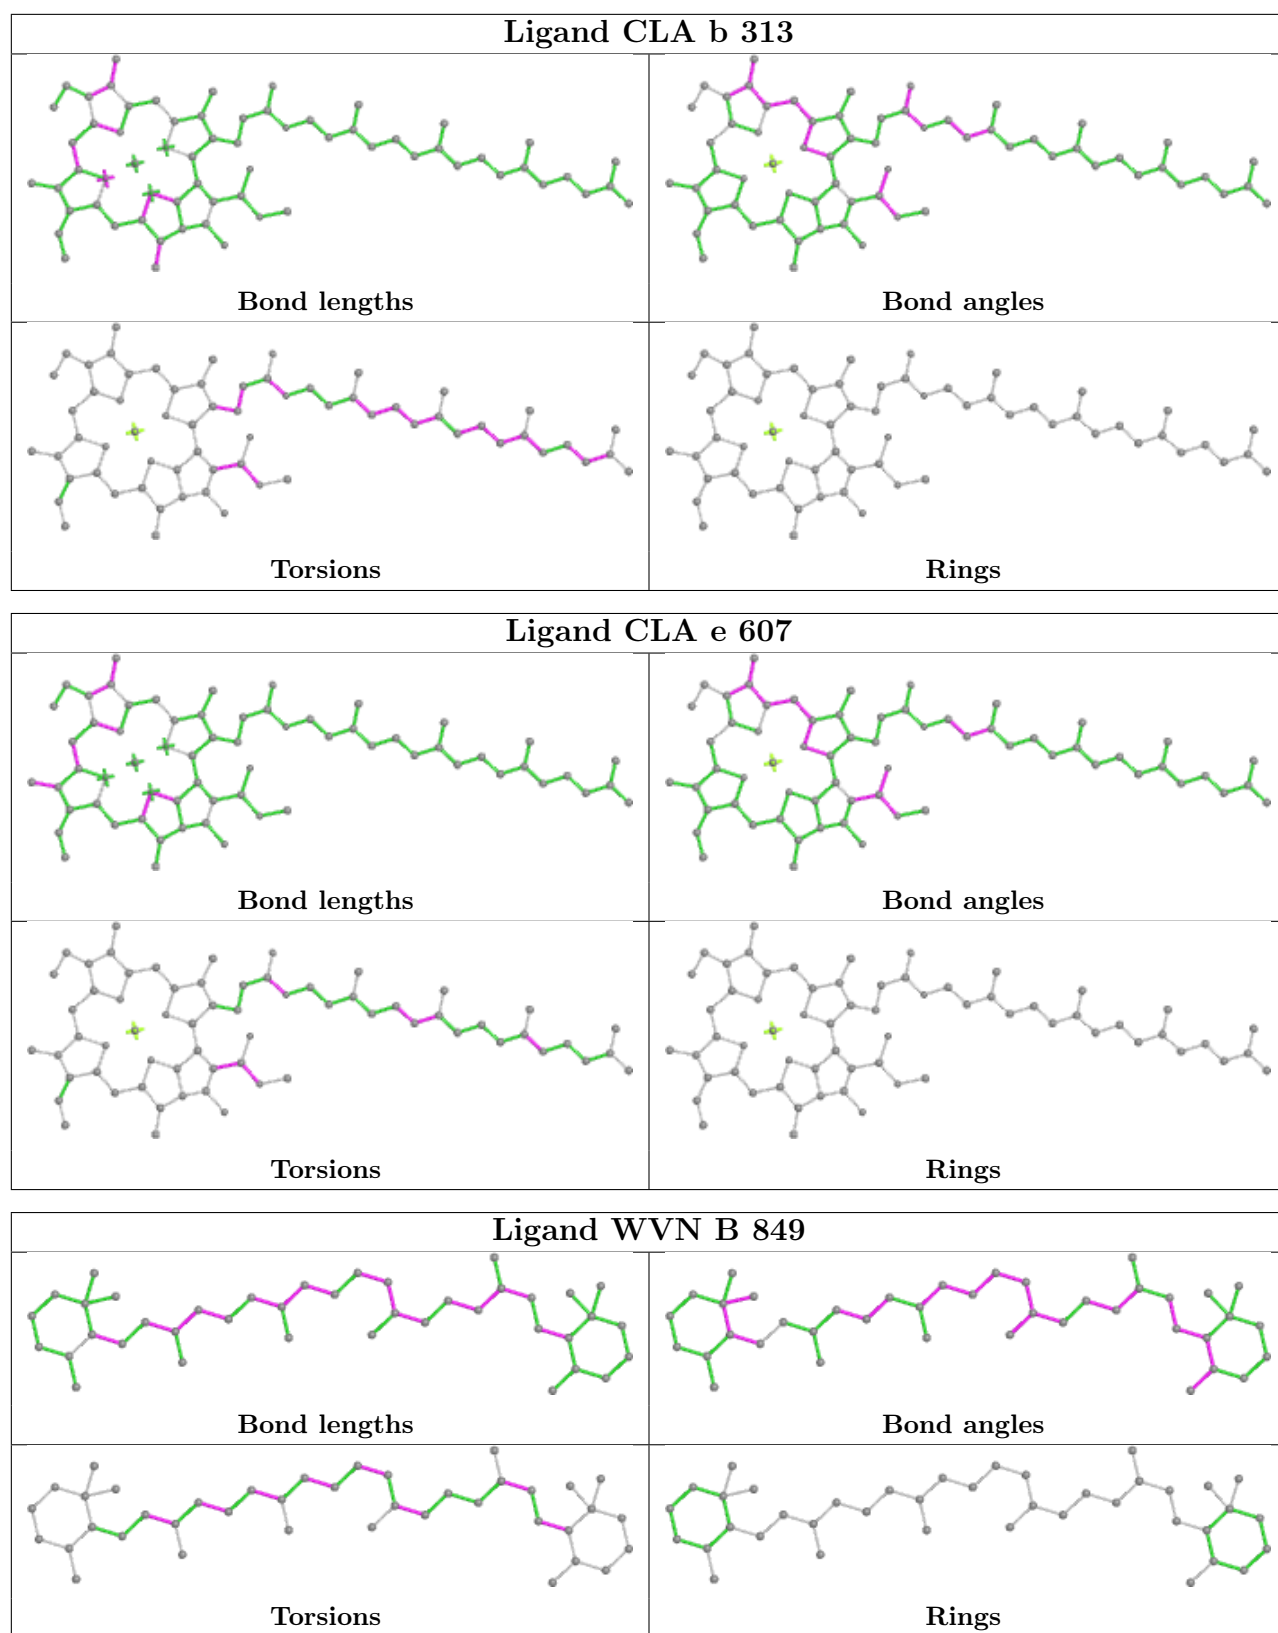 Ligand CLA b 313
Bond lengths
Bond angles
Torsions
Rings
Ligand CLA e 607
Bond lengths
Bond angles
Torsions
Rings
Ligand WVN B 849
Bond lengths
Bond angles
Torsions
Rings